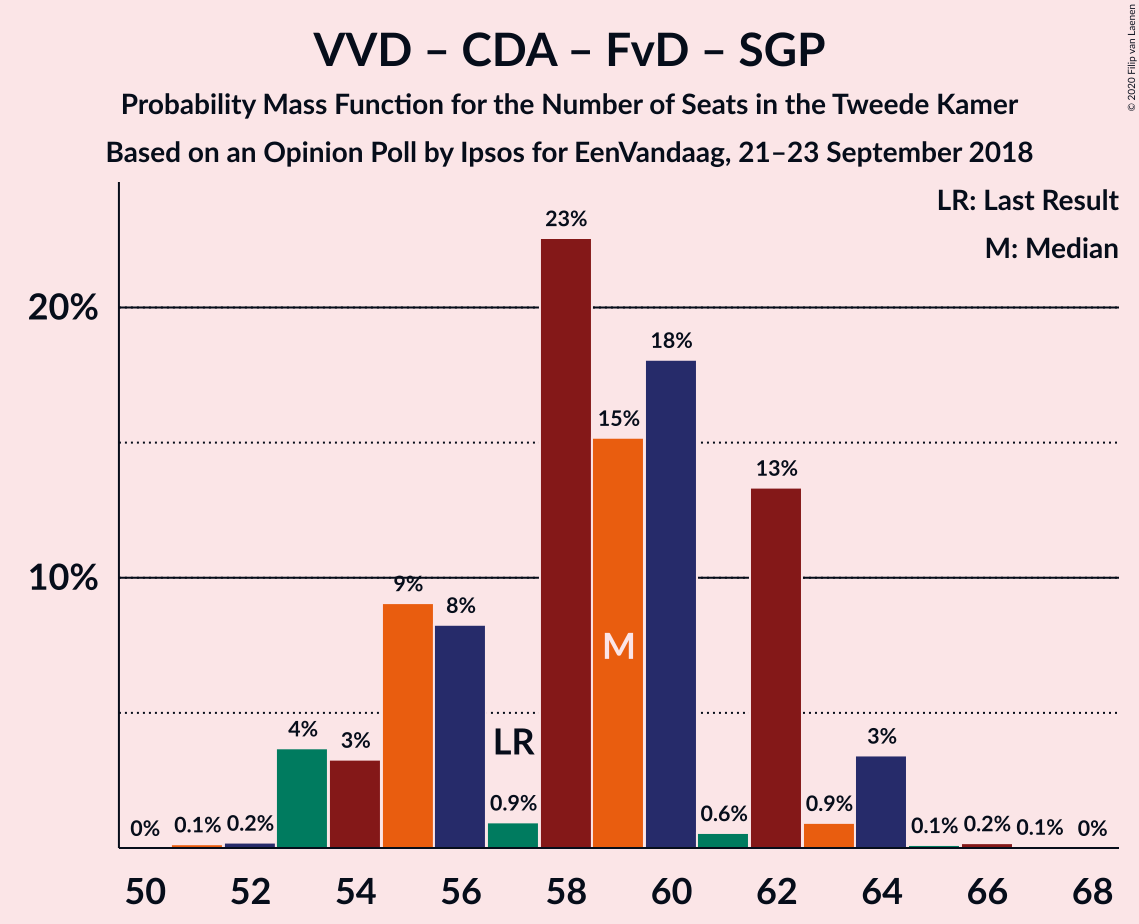 VVD – CDA – FvD – SGP
Probability Mass Function for the Number of Seats in the Tweede Kamer
Based on an Opinion Poll by Ipsos for EenVandaag, 21–23 September 2018
© 2020 Filip van Laenen
LR: Last Result
M: Median
20%
10%
0%
0.1%
0.2%
4%
3%
9%
8%
0.9%
23%
15%
18%
0.6%
13%
0.9%
3%
0.1%
0.2%
0.1%
0%
LR
M
50 52 54 56 58 60 62 64 66 68